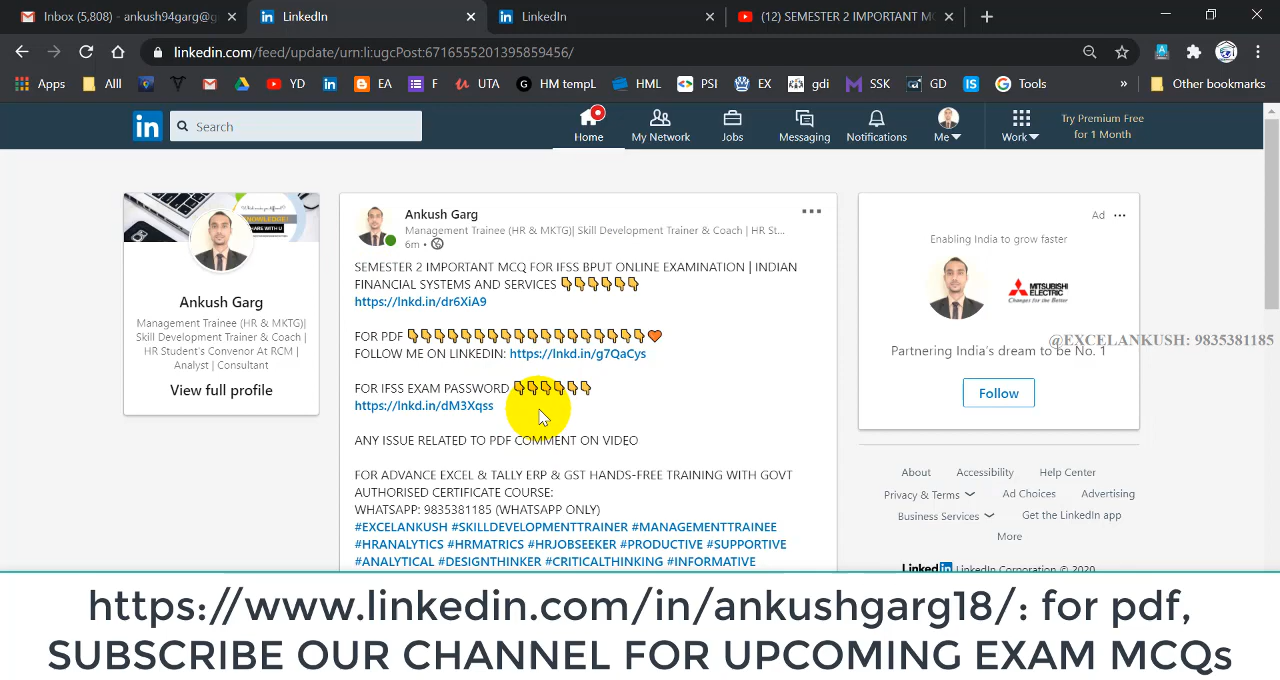 Inbox (5,808) - ankush94garg@g
LinkedIn
LinkedIn
(12) SEMESTER 2 IMPORTANT M
linkedin.com/feed/update/urn:li:ugcPost:6716555201395859456/
Apps
Alll
YD
EA
F
UTA
HM templ
HML
PSI
EX
gdi
SSK
GD
IS
Tools
»
Other bookmarks
in
Search
Home
My Network
Jobs
Messaging
Notifications
Me
Work
Try Premium Free
for 1 Month
Ankush Garg
Management Trainee (HR & MKTG)|
Skill Development Trainer & Coach |
HR Student's Convenor At RCM |
Analyst | Consultant
View full profile
Ankush Garg
Management Trainee (HR & MKTG)| Skill Development Trainer & Coach | HR St...
6m •
SEMESTER 2 IMPORTANT MCQ FOR IFSS BPUT ONLINE EXAMINATION | INDIAN
FINANCIAL SYSTEMS AND SERVICES 👇👇👇👇👇👇
https://lnkd.in/dr6XiA9
FOR PDF 👇👇👇👇👇👇👇👇👇👇👇👇👇👇👇👇👇👇🧡
FOLLOW ME ON LINKEDIN: https://lnkd.in/g7QaCys
FOR IFSS EXAM PASSWORD 👇👇👇👇👇👇
https://lnkd.in/dM3Xqss
ANY ISSUE RELATED TO PDF COMMENT ON VIDEO
FOR ADVANCE EXCEL & TALLY ERP & GST HANDS-FREE TRAINING WITH GOVT
AUTHORISED CERTIFICATE COURSE:
WHATSAPP: 9835381185 (WHATSAPP ONLY)
#EXCELANKUSH #SKILLDEVELOPMENTTRAINER #MANAGEMENTTRAINEE
#HRANALYTICS #HRMATRICS #HRJOBSEEKER #PRODUCTIVE #SUPPORTIVE
#ANALYTICAL #DESIGNTHINKER #CRITICALTHINKING #INFORMATIVE
Ad
Enabling India to grow faster
MITSUBISHI
ELECTRIC
Changes for the Better
Partnering India's dream to be No. 1
@EXCELANKUSH: 9835381185
Follow
About
Accessibility
Help Center
Privacy & Terms
Ad Choices
Advertising
Business Services
Get the LinkedIn app
More
LinkedIn LinkedIn Corporation © 2020
https://www.linkedin.com/in/ankushgarg18/: for pdf,
SUBSCRIBE OUR CHANNEL FOR UPCOMING EXAM MCQs